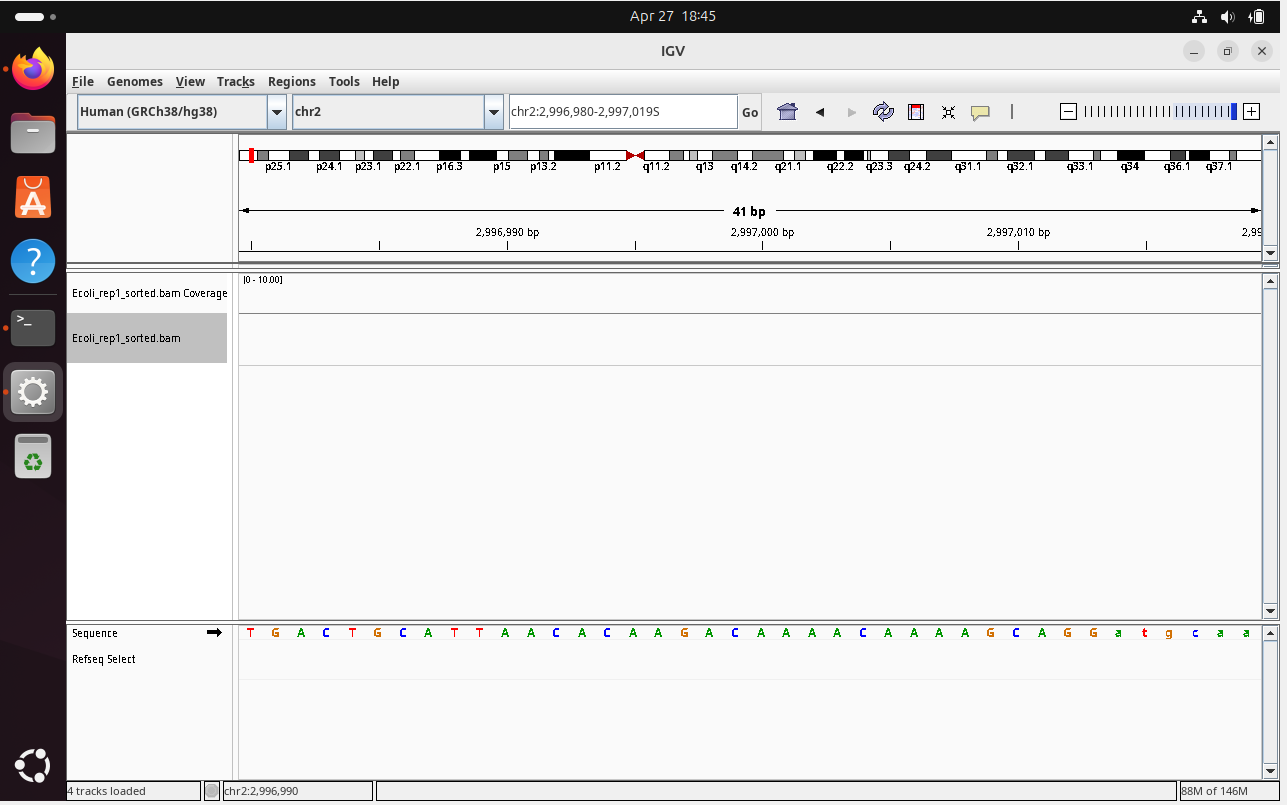 Apr 27 18:45
IGV
File Genomes View Tracks Regions Tools Help
Human (GRCh38/hg38) chr2 chr2:2,996,980-2,997,019S Go
p25.1 p24.1 p23.1 p22.1 p16.3 p15 p13.2 p11.2 q11.2 q13 q14.2 q21.1 q22.2 q23.3 q24.2 q31.1 q32.1 q33.1 q34 q36.1 q37.1
41 bp
2,996,990 bp 2,997,000 bp 2,997,010 bp 2,99
[0 - 10.00]
Ecoli_rep1_sorted.bam Coverage
Ecoli_rep1_sorted.bam
Sequence T G A C T G C A T T A A C A C A A G A C A A A A C A A A A G C A G G a t g c a a
Refseq Select
4 tracks loaded chr2:2,996,990 88M of 146M